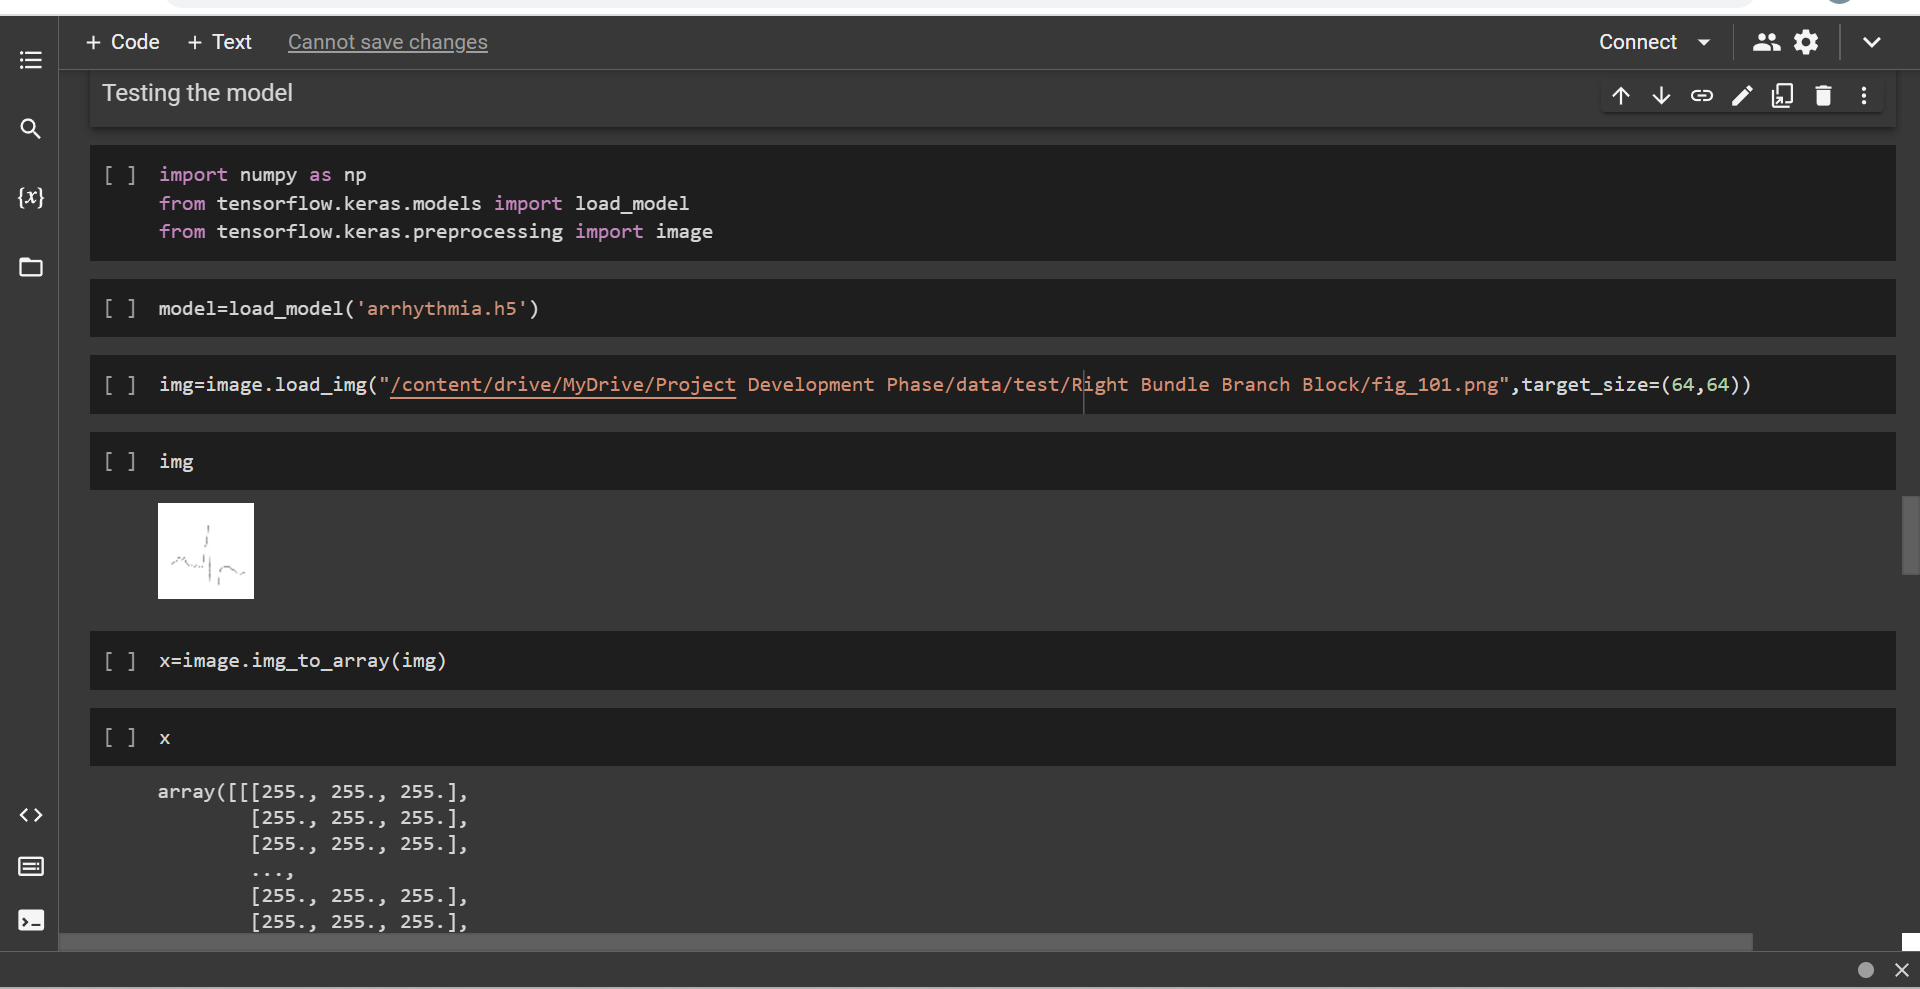 + Code + Text Cannot save changes Connect
Testing the model
{x}
[ ] import numpy as np
from tensorflow.keras.models import load_model
from tensorflow.keras.preprocessing import image
[ ] model=load_model('arrhythmia.h5')
[ ] img=image.load_img("/content/drive/MyDrive/Project Development Phase/data/test/Right Bundle Branch Block/fig_101.png",target_size=(64,64))
[ ] img
[ ] x=image.img_to_array(img)
[ ] x
array([[[255., 255., 255.],
[255., 255., 255.],
[255., 255., 255.],
...,
[255., 255., 255.],
[255., 255., 255.],